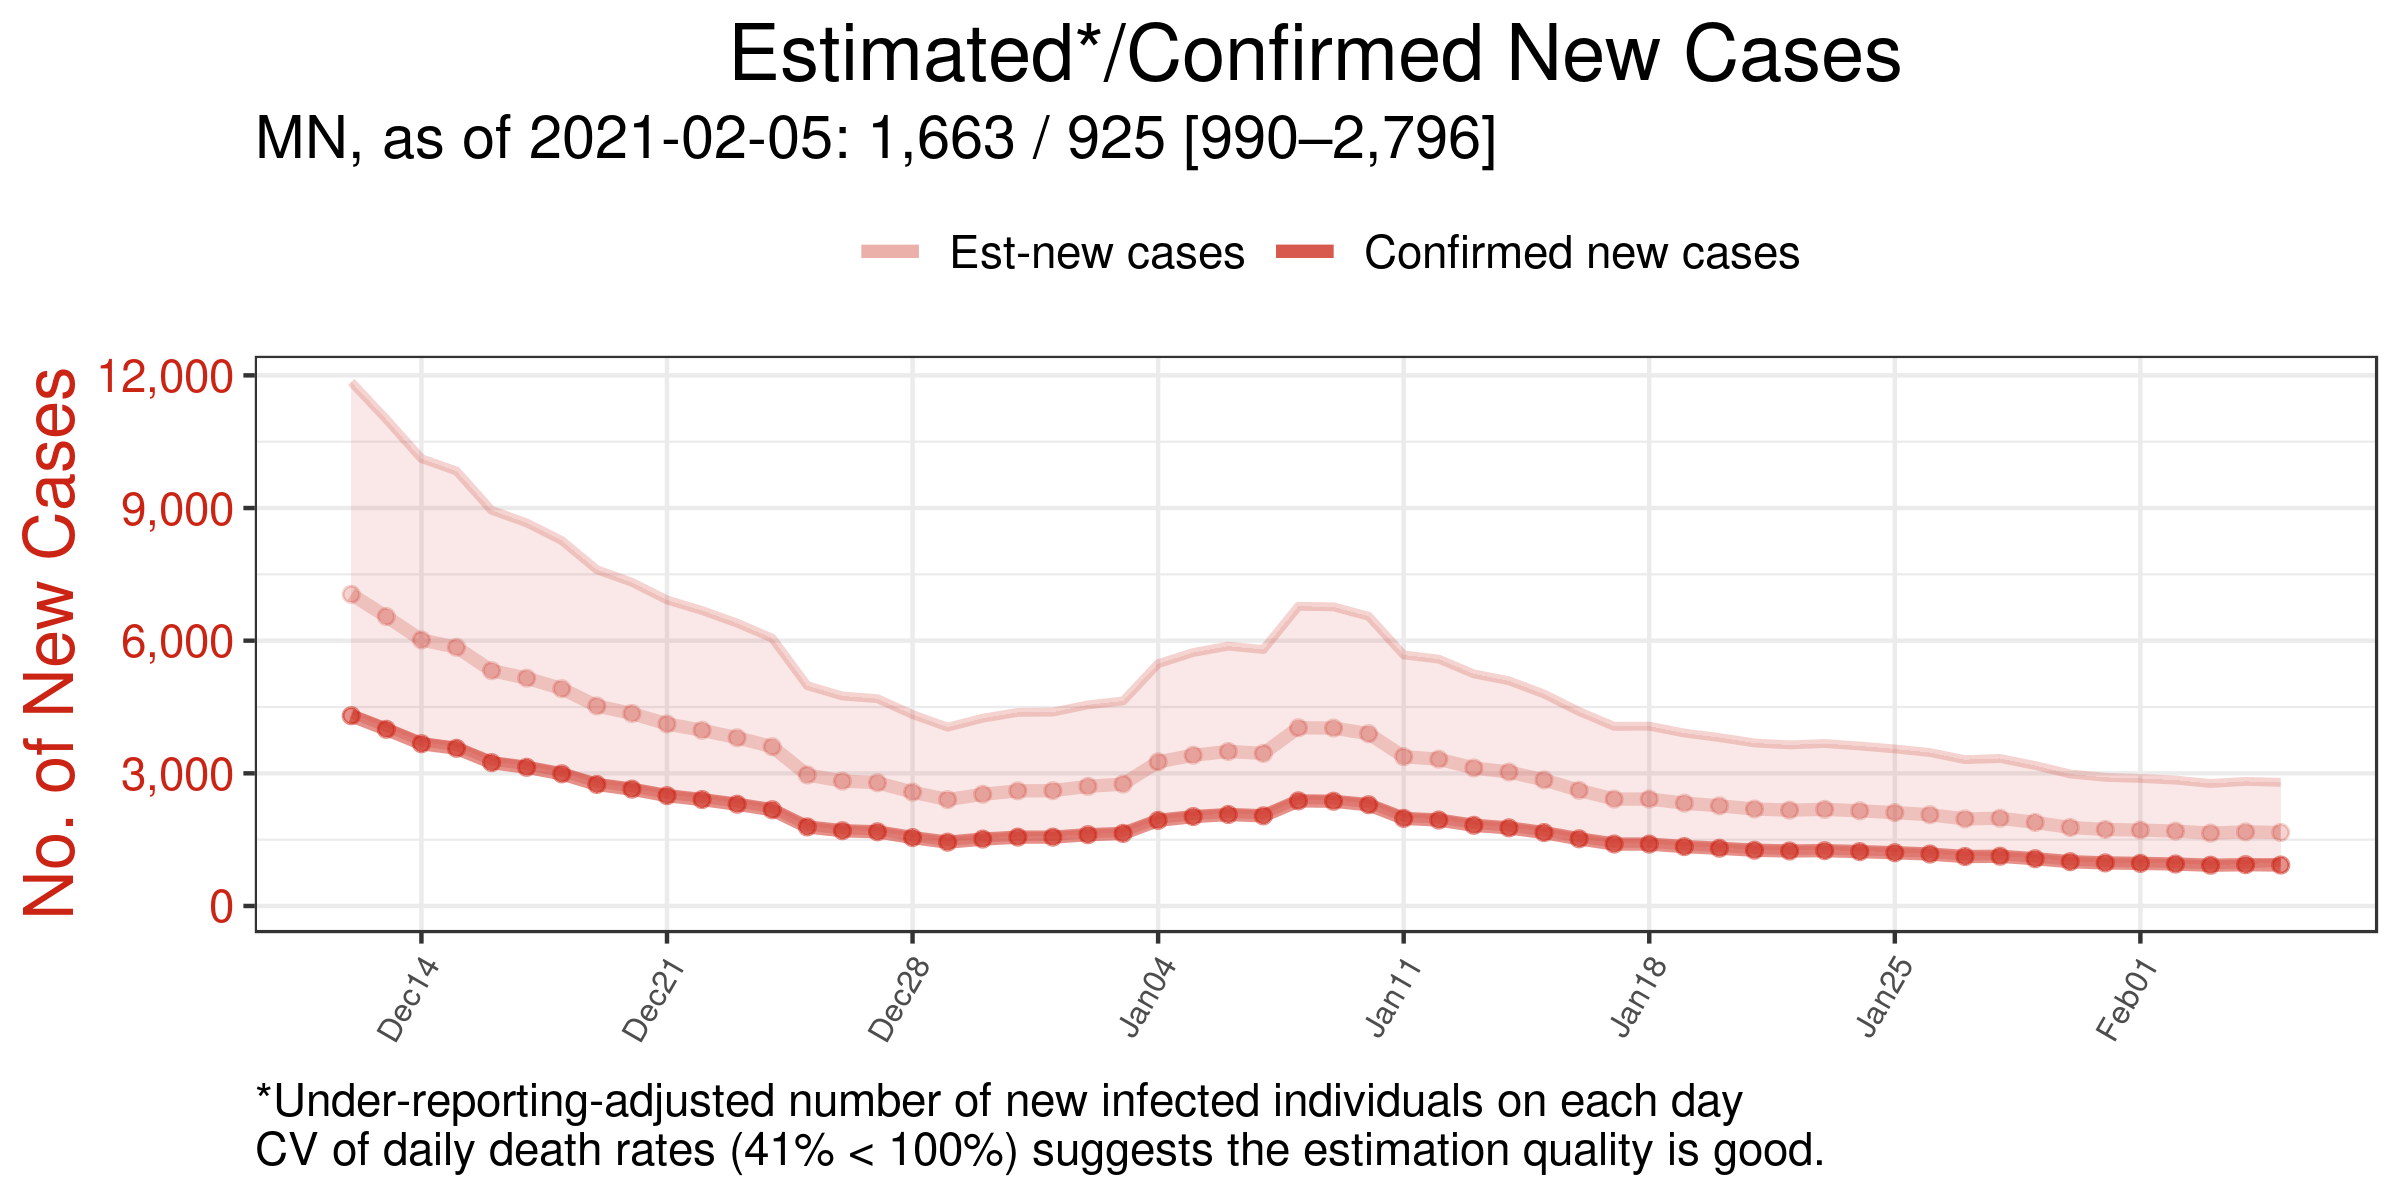 Estimated*/Confirmed New Cases
MN, as of 2021-02-05: 1,663 / 925 [990–2,796]
Est-new cases
Confirmed new cases
No. of New Cases
12,000
9,000
6,000
3,000
0
Dec14
Dec21
Dec28
Jan04
Jan11
Jan18
Jan25
Feb01
*Under-reporting-adjusted number of new infected individuals on each day
CV of daily death rates (41% < 100%) suggests the estimation quality is good.